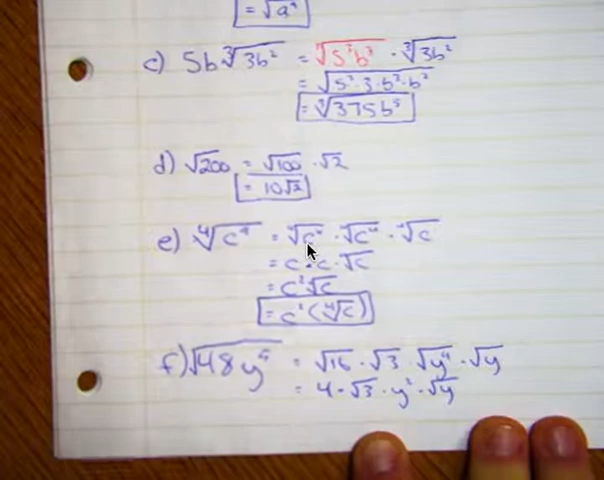 = √a⁹
c) 5b∛3b² = ∛5³b³ · ∛3b²
= ∛5³·3·b³·b²
= ∛375b⁵
d) √200 = √100 · √2
= 10√2
e) ⁴√c⁹ = ⁴√c⁴ · ⁴√c⁴ · ⁴√c
= c · c · ⁴√c
= c²⁴√c
= c²(⁴√c)
f) √48y⁵ = √16 · √3 · √y⁴ · √y
= 4 · √3 · y² · √y